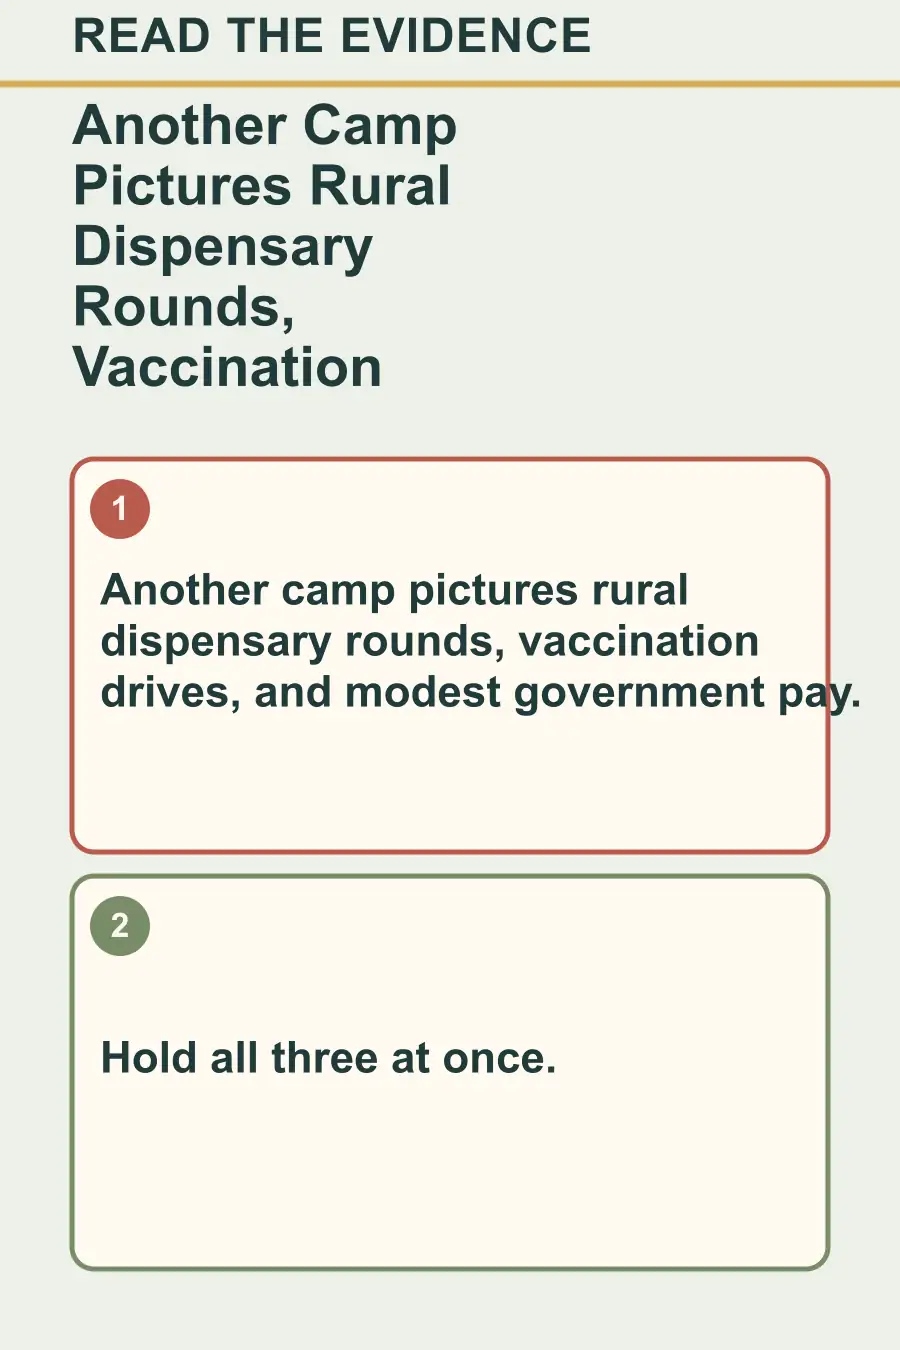 READ THE EVIDENCE
Another Camp
Pictures Rural
Dispensary
Rounds,
Vaccination
1
Another camp pictures rural
dispensary rounds, vaccination
drives, and modest government pay.
2
Hold all three at once.